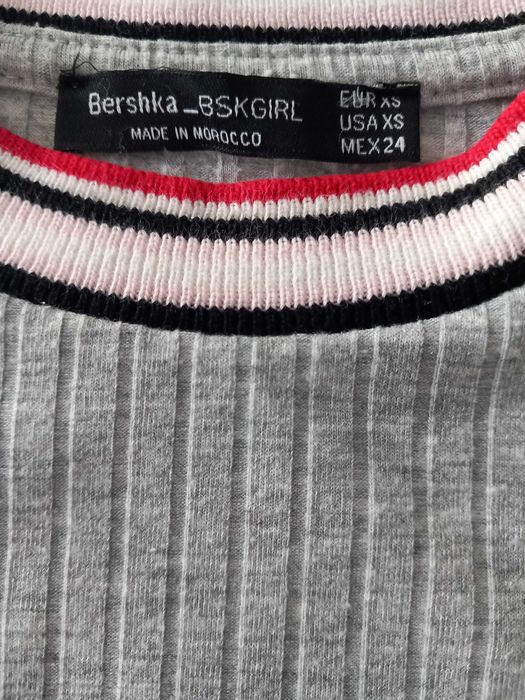 Bershka_BSKGIRL
MADE IN MOROCCO
EUR XS
USA XS
MEX 24